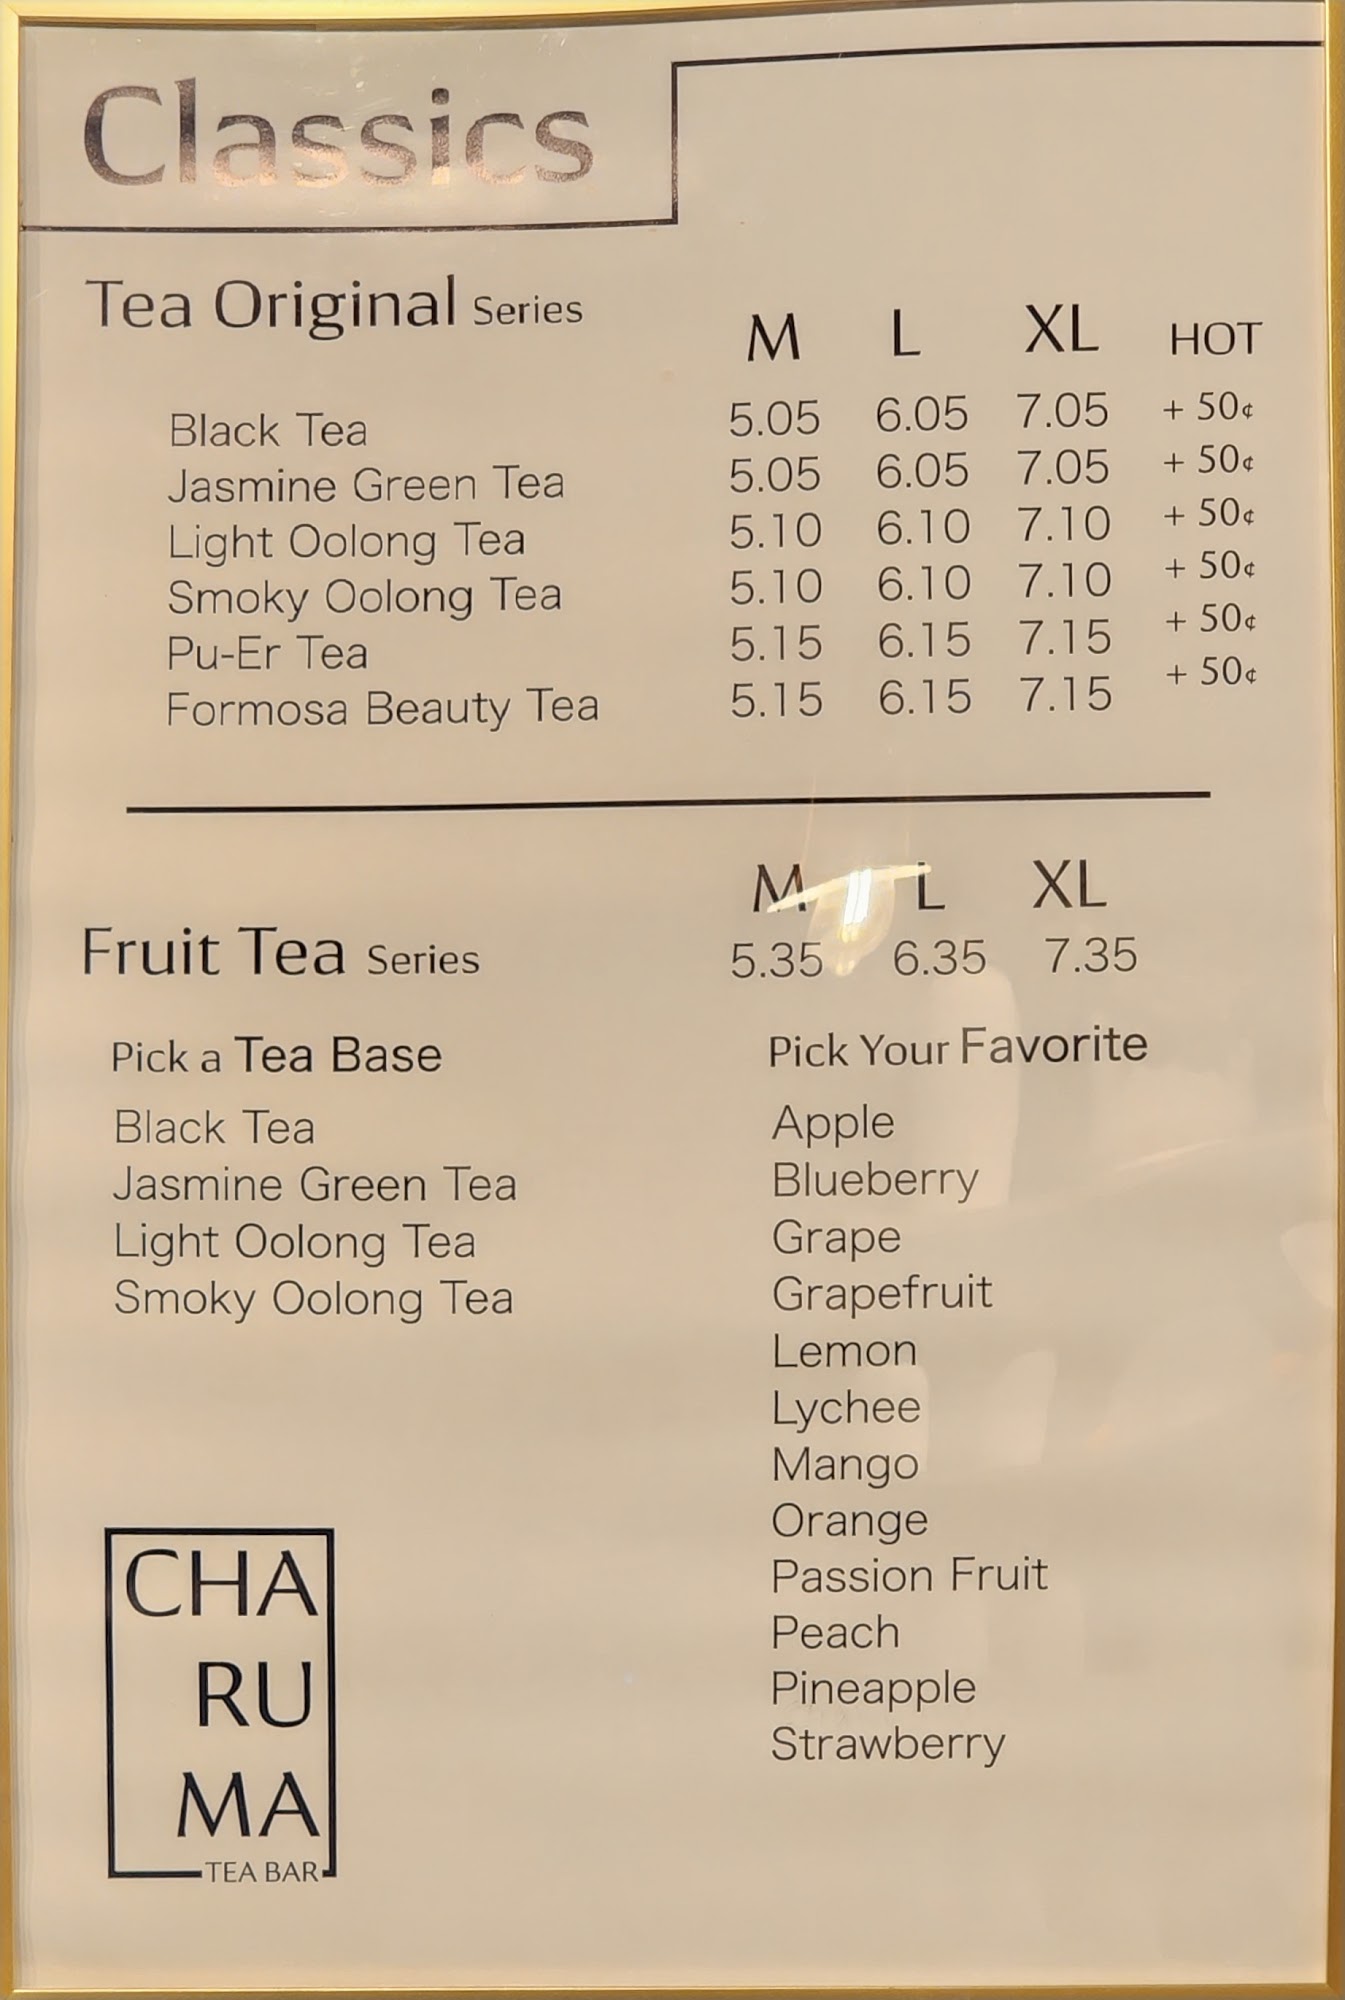 Classics
Tea Original Series
M L XL HOT
Black Tea 5.05 6.05 7.05 + 50¢
Jasmine Green Tea 5.05 6.05 7.05 + 50¢
Light Oolong Tea 5.10 6.10 7.10 + 50¢
Smoky Oolong Tea 5.10 6.10 7.10 + 50¢
Pu-Er Tea 5.15 6.15 7.15 + 50¢
Formosa Beauty Tea 5.15 6.15 7.15 + 50¢
M L XL
Fruit Tea Series 5.35 6.35 7.35
Pick a Tea Base
Black Tea
Jasmine Green Tea
Light Oolong Tea
Smoky Oolong Tea
Pick Your Favorite
Apple
Blueberry
Grape
Grapefruit
Lemon
Lychee
Mango
Orange
Passion Fruit
Peach
Pineapple
Strawberry
CHA
RU
MA
TEA BAR